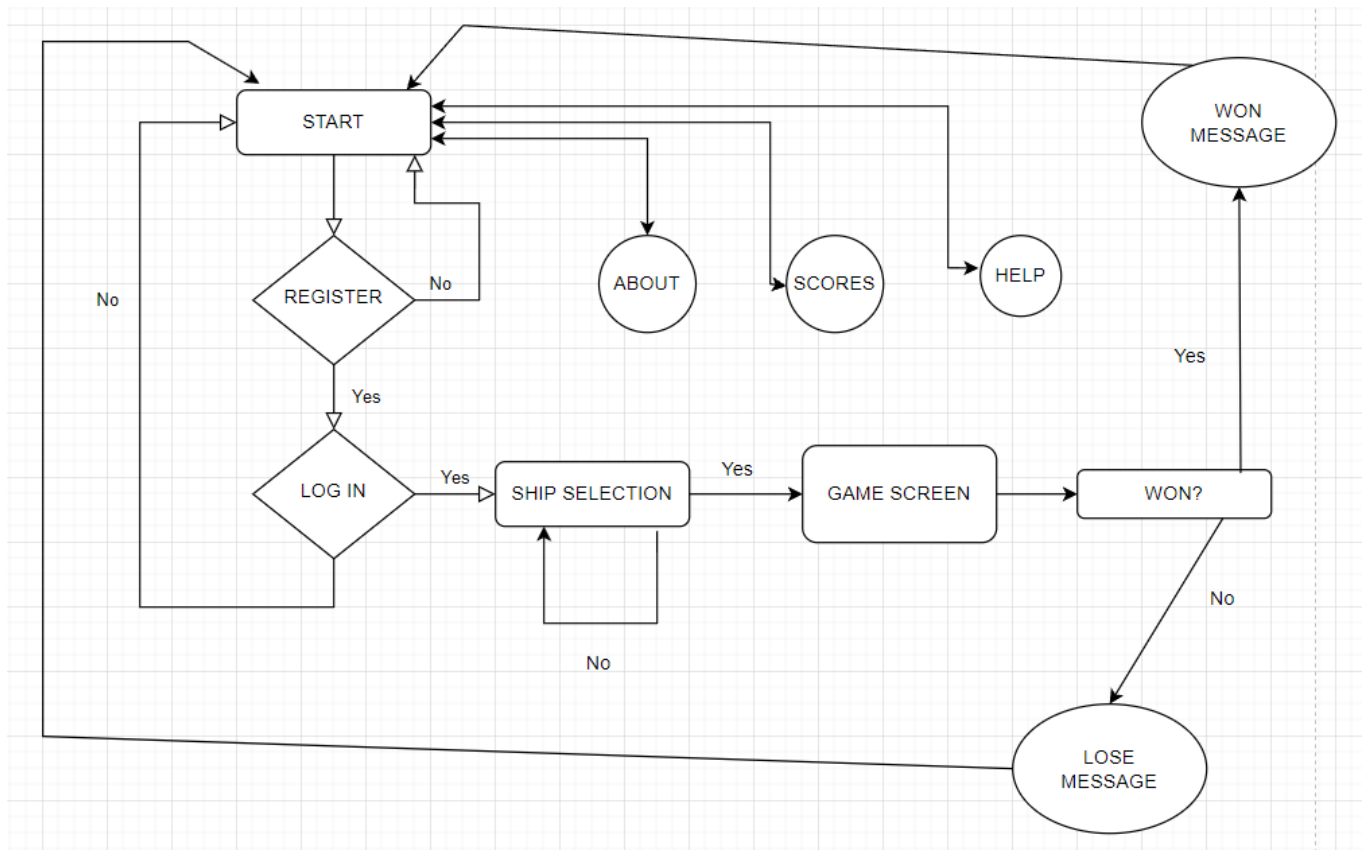 WON
MESSAGE
START
ABOUT
SCORES
HELP
REGISTER
No
No
Yes
Yes
LOG IN
Yes
SHIP SELECTION
Yes
GAME SCREEN
WON?
No
No
LOSE
MESSAGE